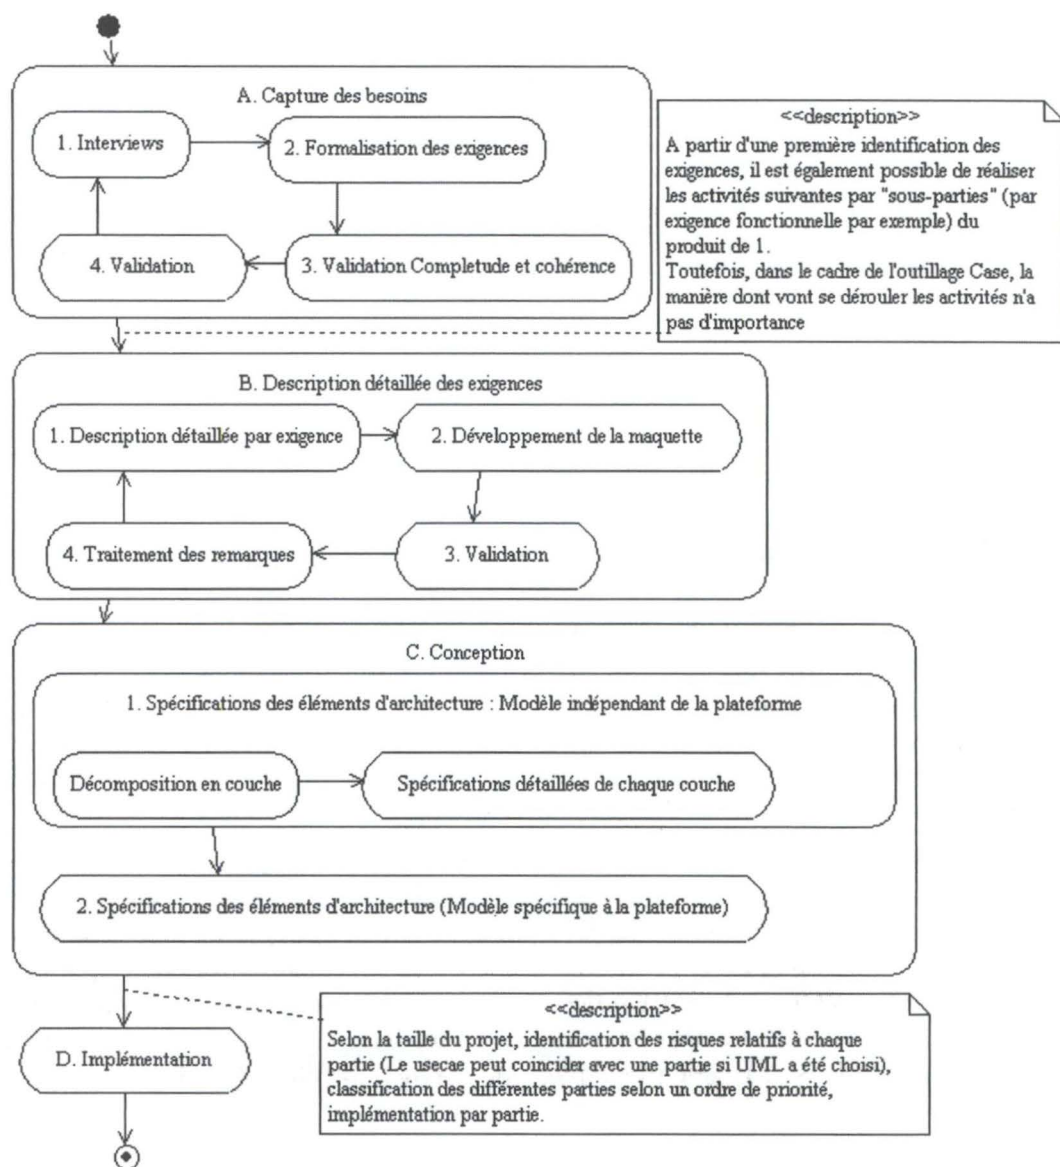 A. Capture des besoins
1. Interviews
2. Formalisation des exigences
4. Validation
3. Validation Completude et cohérence
<<description>>
A partir d'une première identification des
exigences, il est également possible de réaliser
les activités suivantes par "sous-parties" (par
exigence fonctionnelle par exemple) du
produit de 1.
Toutefois, dans le cadre de l'outillage Case, la
manière dont vont se dérouler les activités n'a
pas d'importance
B. Description détaillée des exigences
1. Description détaillée par exigence
2. Développement de la maquette
4. Traitement des remarques
3. Validation
C. Conception
1. Spécifications des éléments d'architecture : Modèle indépendant de la plateforme
Décomposition en couche
Spécifications détaillées de chaque couche
2. Spécifications des éléments d'architecture (Modèle spécifique à la plateforme)
<<description>>
Selon la taille du projet, identification des risques relatifs à chaque
partie (Le usecae peut coincider avec une partie si UML a été choisi),
classification des différentes parties selon un ordre de priorité,
implémentation par partie.
D. Implémentation